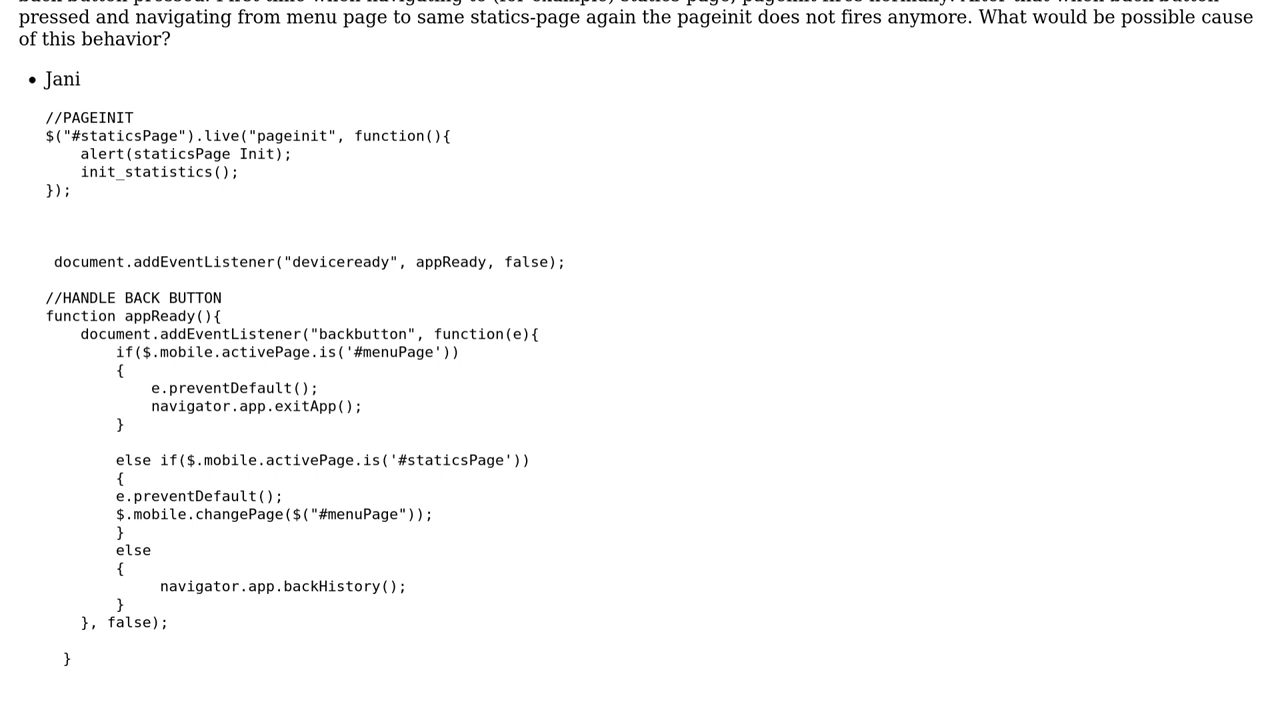 pressed and navigating from menu page to same statics-page again the pageinit does not fires anymore. What would be possible cause
of this behavior?
• Jani
//PAGEINIT
$("#staticsPage").live("pageinit", function(){
    alert(staticsPage Init);
    init_statistics();
});
document.addEventListener("deviceready", appReady, false);
//HANDLE BACK BUTTON
function appReady(){
    document.addEventListener("backbutton", function(e){
        if($.mobile.activePage.is('#menuPage'))
        {
            e.preventDefault();
            navigator.app.exitApp();
        }
        else if($.mobile.activePage.is('#staticsPage'))
        {
        e.preventDefault();
        $.mobile.changePage($("#menuPage"));
        }
        else
        {
             navigator.app.backHistory();
        }
    }, false);
  }